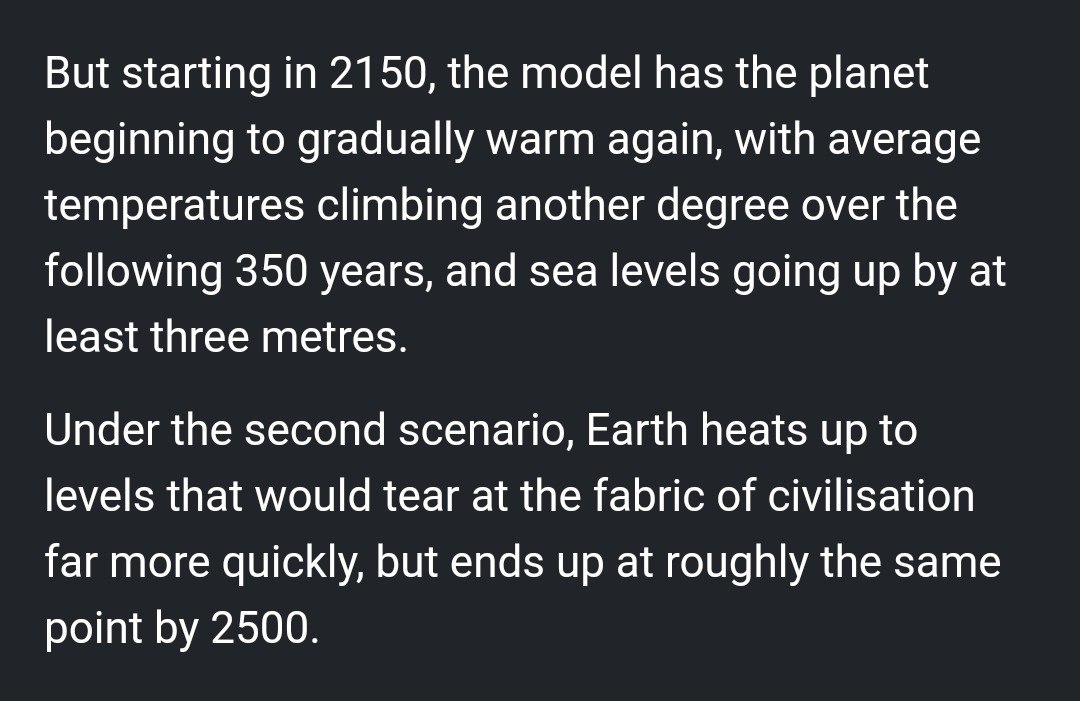 But starting in 2150, the model has the planet
beginning to gradually warm again, with average
temperatures climbing another degree over the
following 350 years, and sea levels going up by at
least three metres.
Under the second scenario, Earth heats up to
levels that would tear at the fabric of civilisation
far more quickly, but ends up at roughly the same
point by 2500.